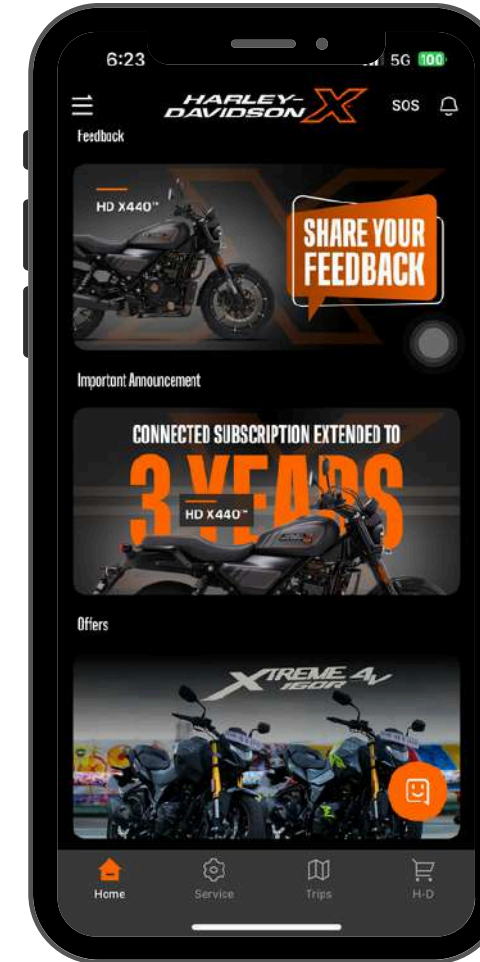 6:23
5G 100
HARLEY-
DAVIDSON X
SOS
Feedback
HD X440™
SHARE YOUR
FEEDBACK
Important Announcement
CONNECTED SUBSCRIPTION EXTENDED TO
3 YEARS
HD X440™
Offers
XTREME 4V
160R
Home
Service
Trips
H-D